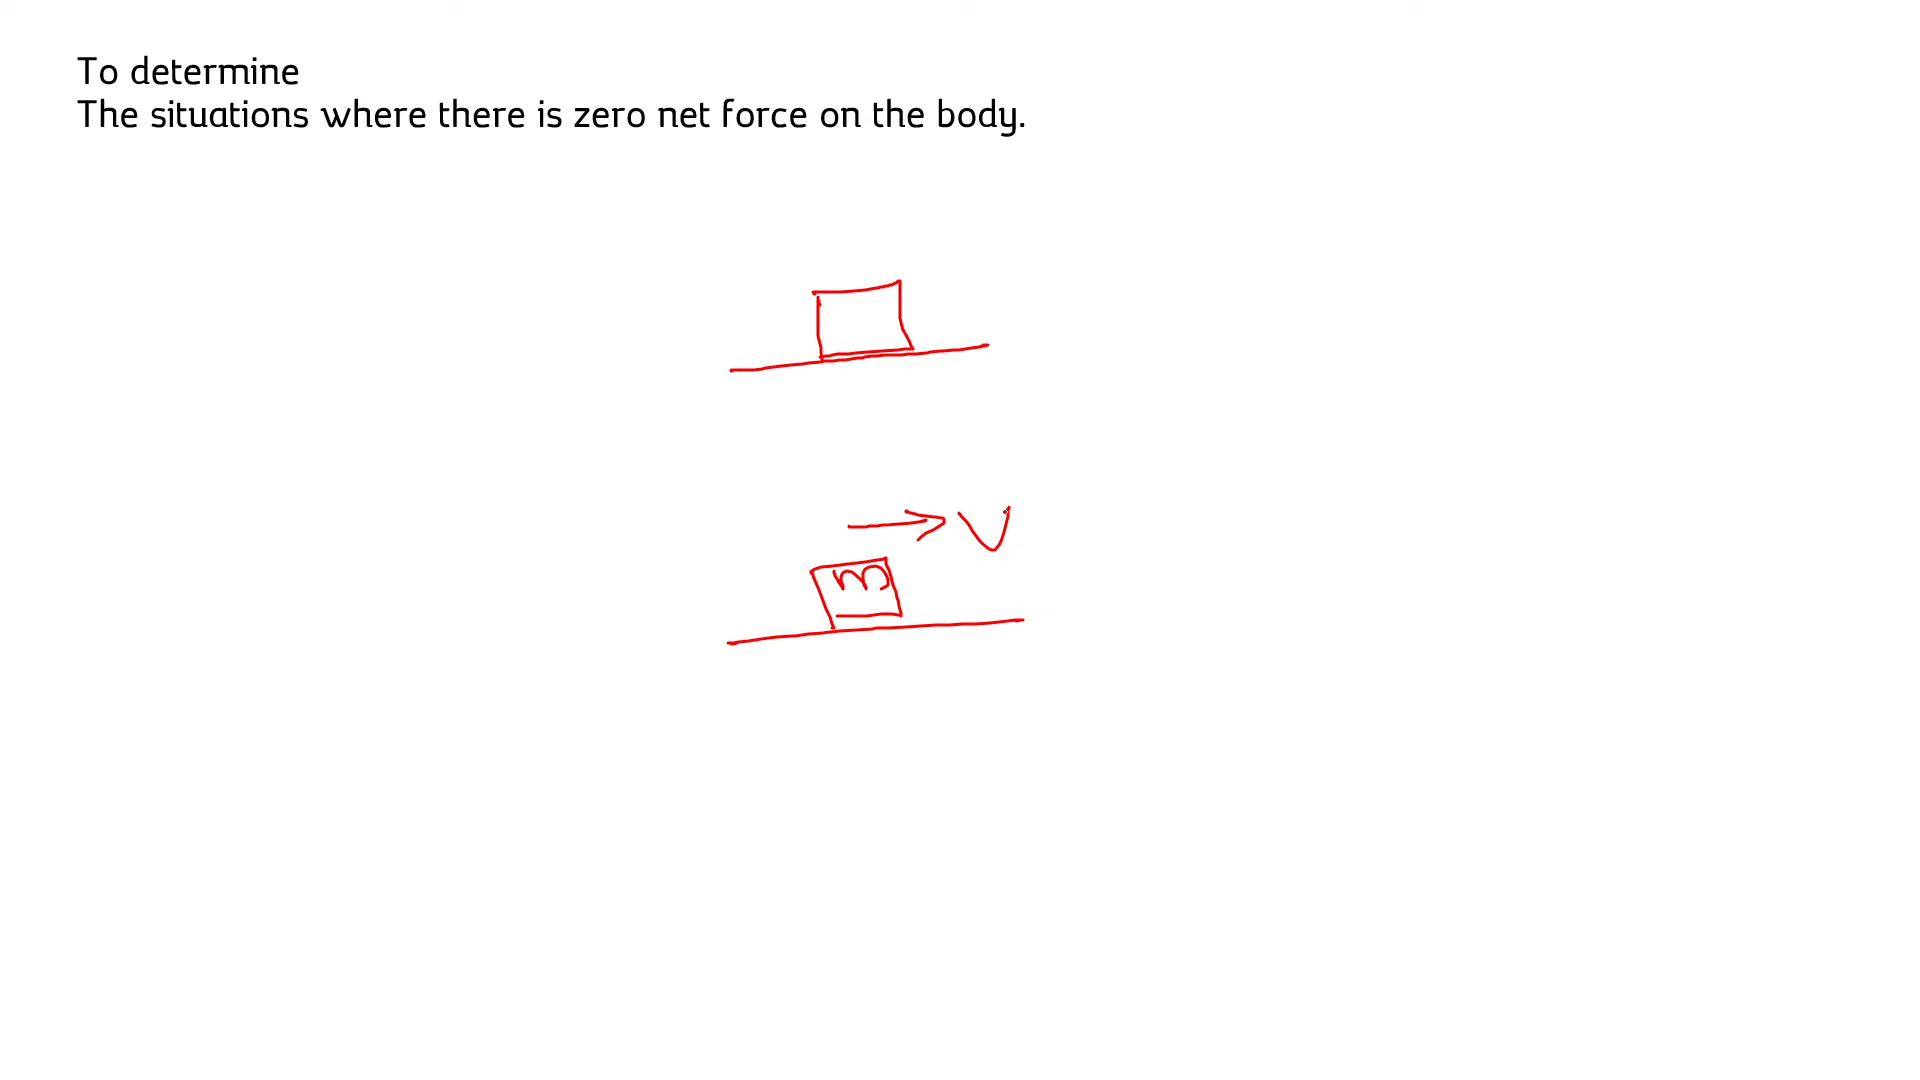 To determine
The situations where there is zero net force on the body.
V
m